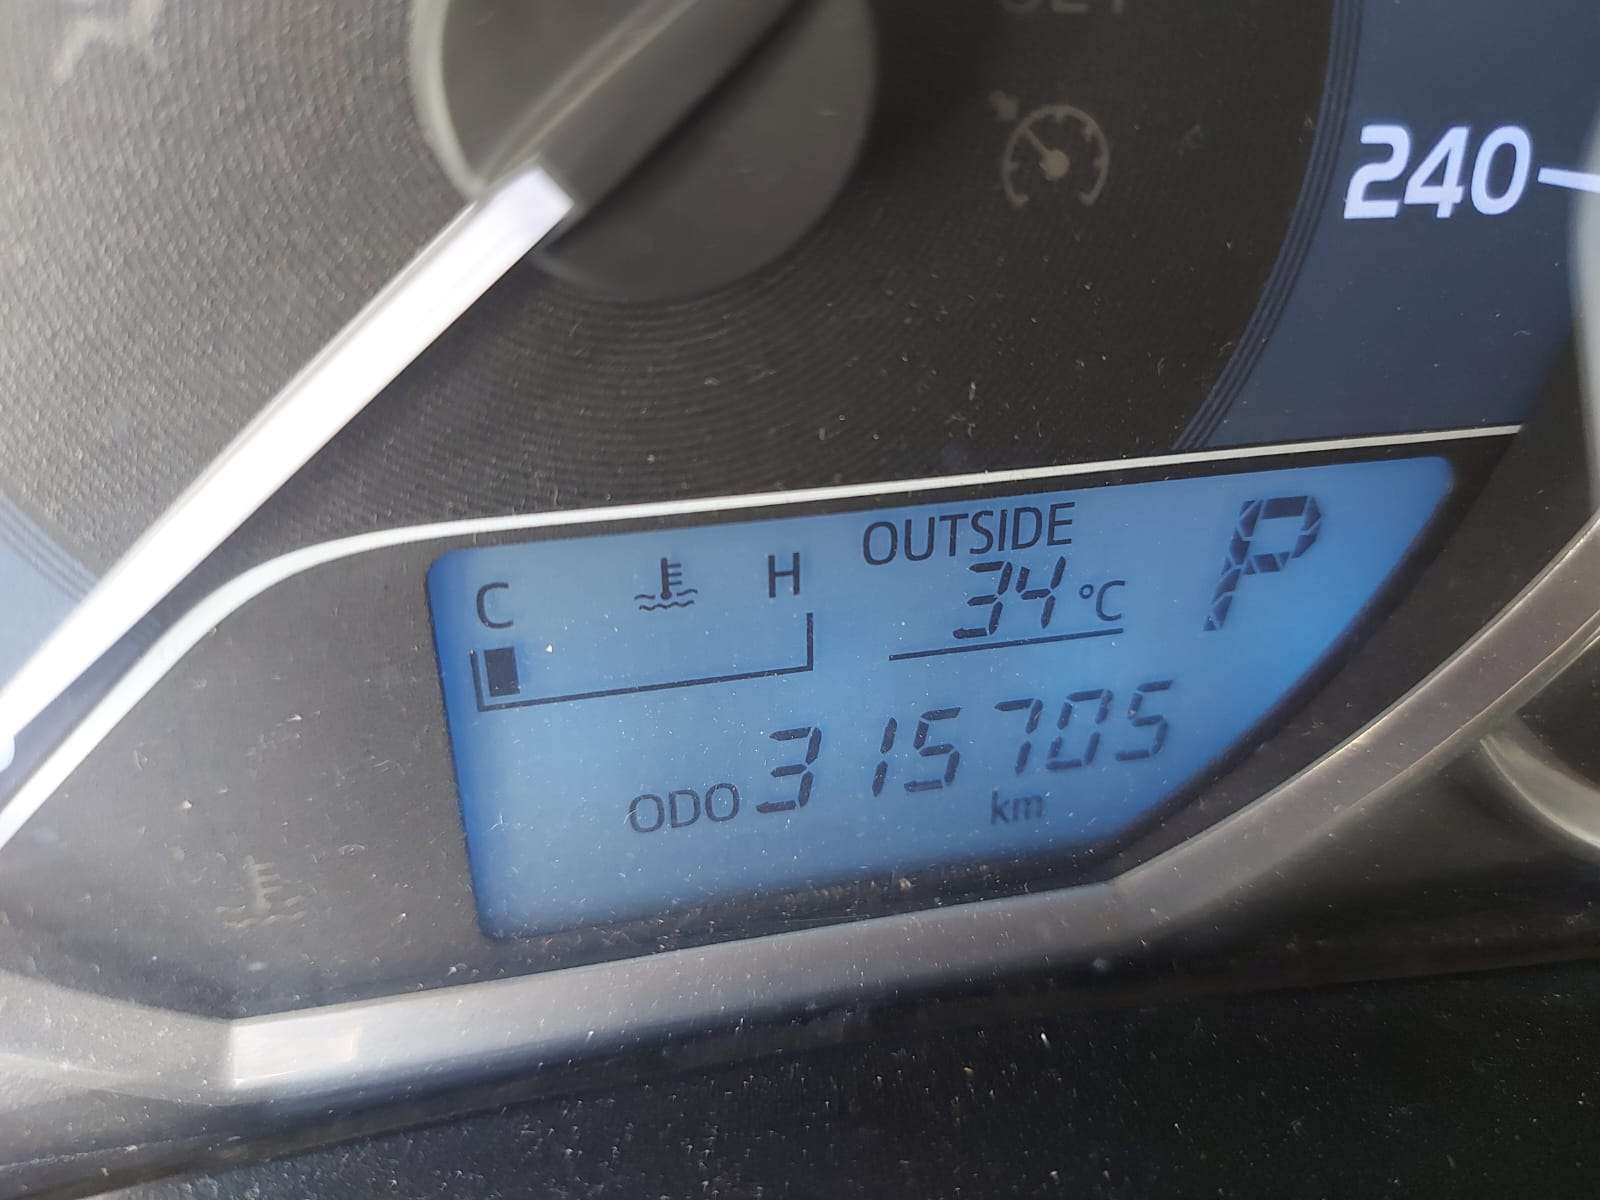 240
OUTSIDE
C H 34 °C P
ODO 315705
km